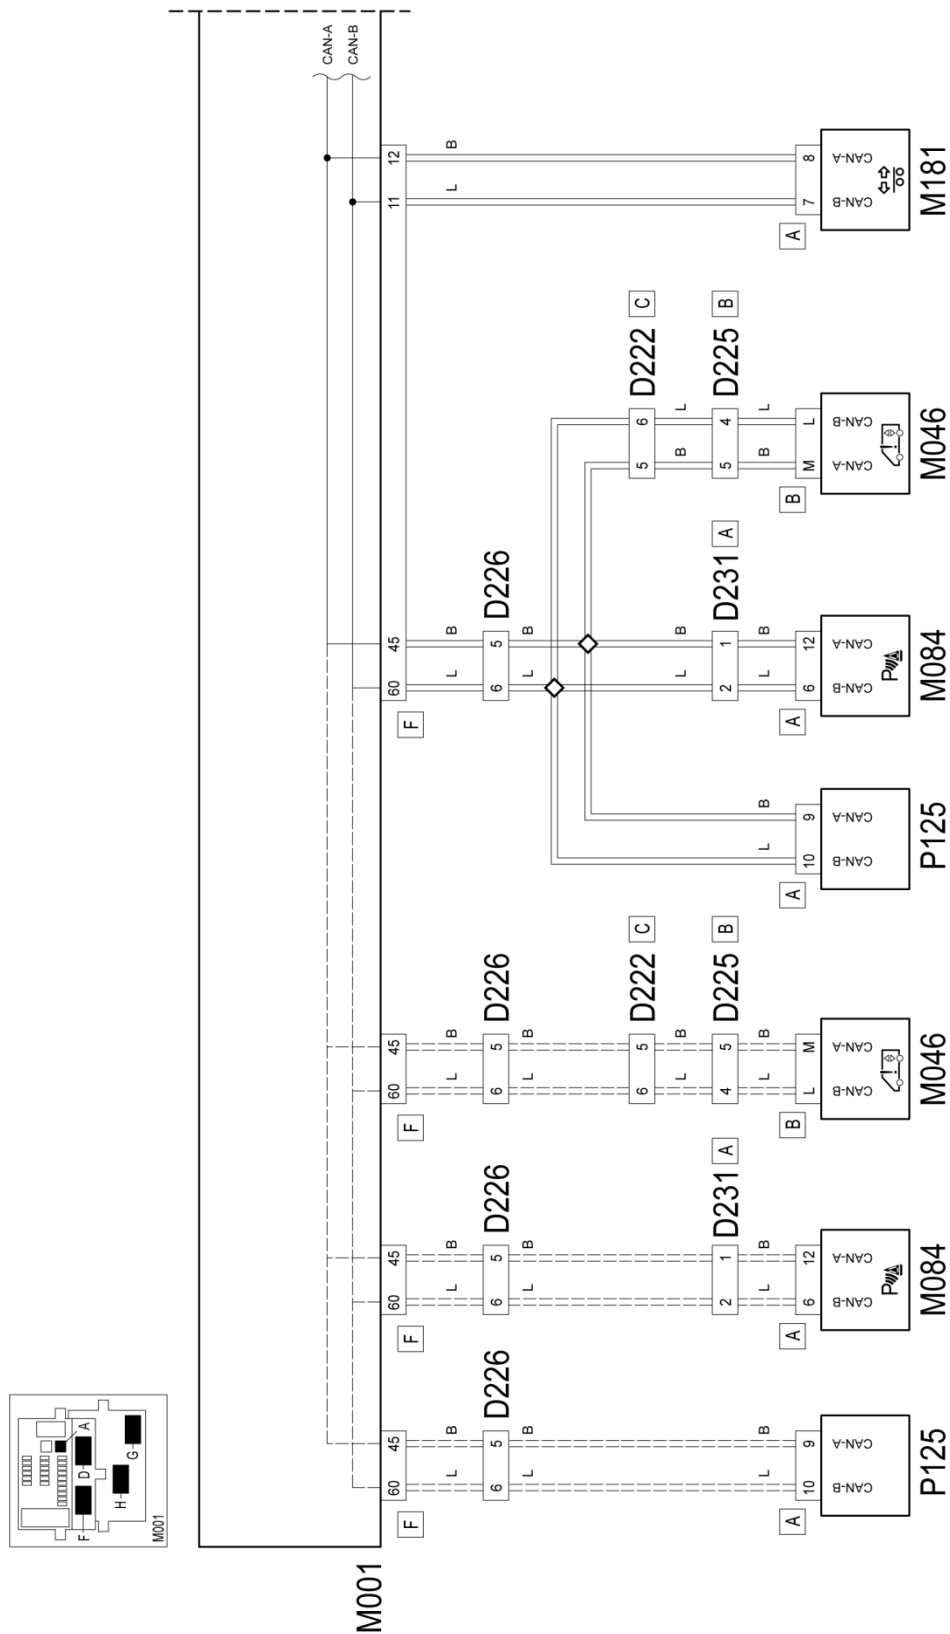 F D A
H G
M001
CAN-A
CAN-B
M001
60 45 60 45 60 45 60 45 11 12
F F F F
L B L B L B L B L B
6 5 6 5 6 5 6 5
D226 D226 D226 D226
L B L B L B L B
6 5 5 6
D222 C D222 C
L B L B B L
2 1 4 5 2 1 5 4
D231 A D225 B D231 A D225 B
L B L B L B L B L B B L
10 9 6 12 L M 10 9 6 12 M L 7 8
A A B A A B A
CAN-B CAN-A CAN-B CAN-A CAN-B CAN-A CAN-B CAN-A CAN-B CAN-A CAN-A CAN-B CAN-B CAN-A
P P
P125 M084 M046 P125 M084 M046 M181